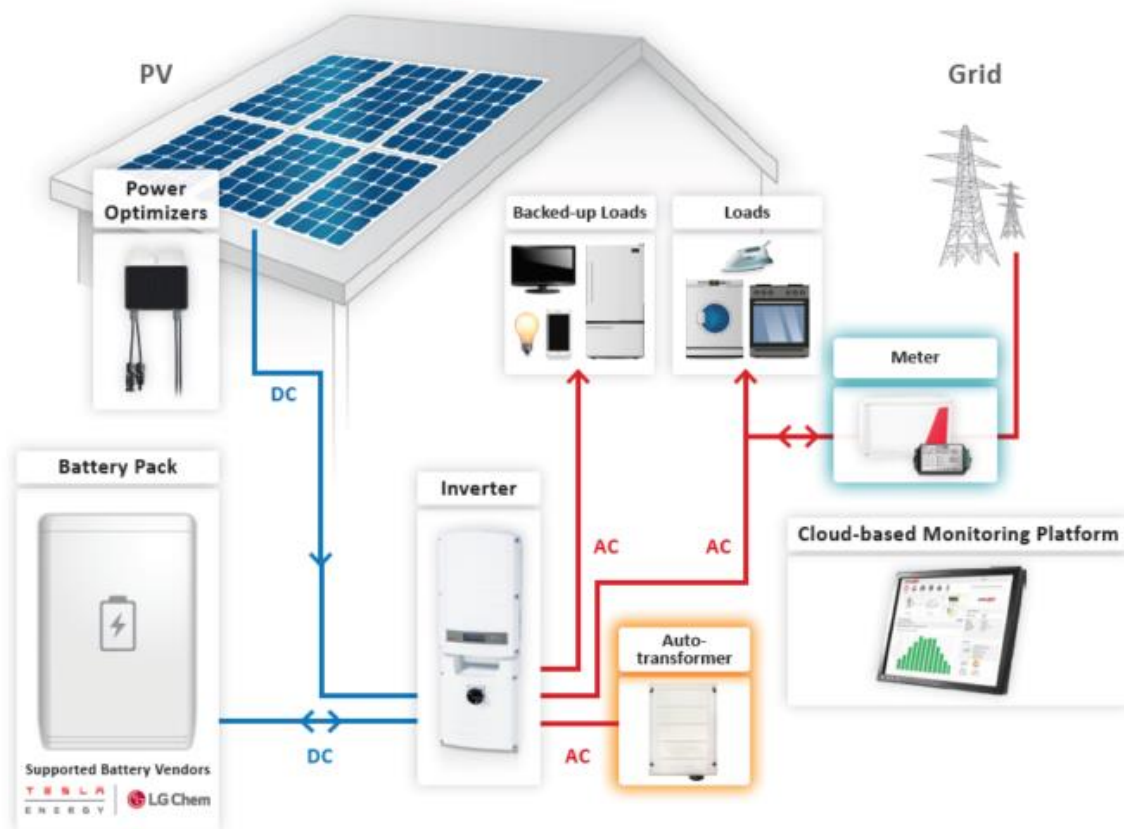 PV
Grid
Power
Optimizers
Backed-up Loads
Loads
Meter
DC
Battery Pack
Inverter
Cloud-based Monitoring Platform
AC
AC
Auto-
transformer
DC
AC
Supported Battery Vendors
TESLA
ENERGY
LG Chem